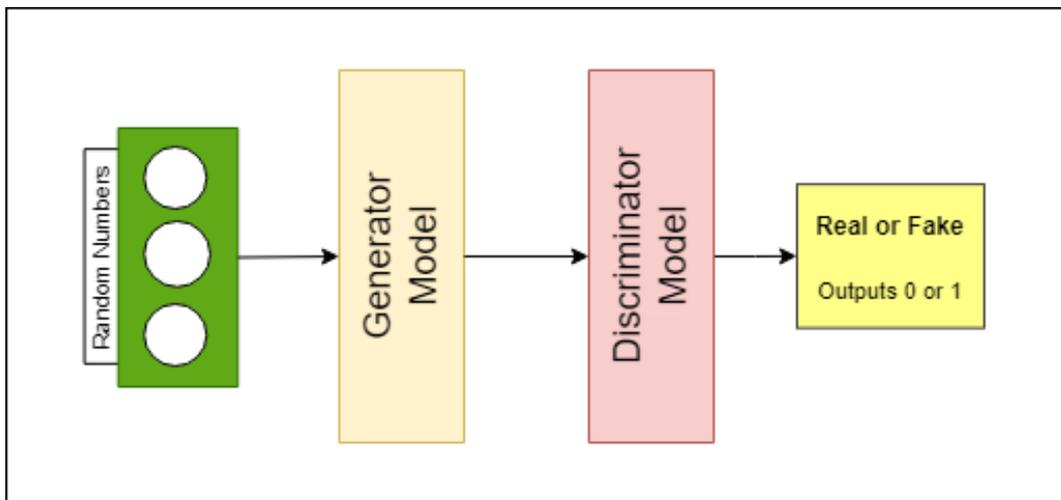 Random Numbers
Generator
Model
Discriminator
Model
Real or Fake
Outputs 0 or 1